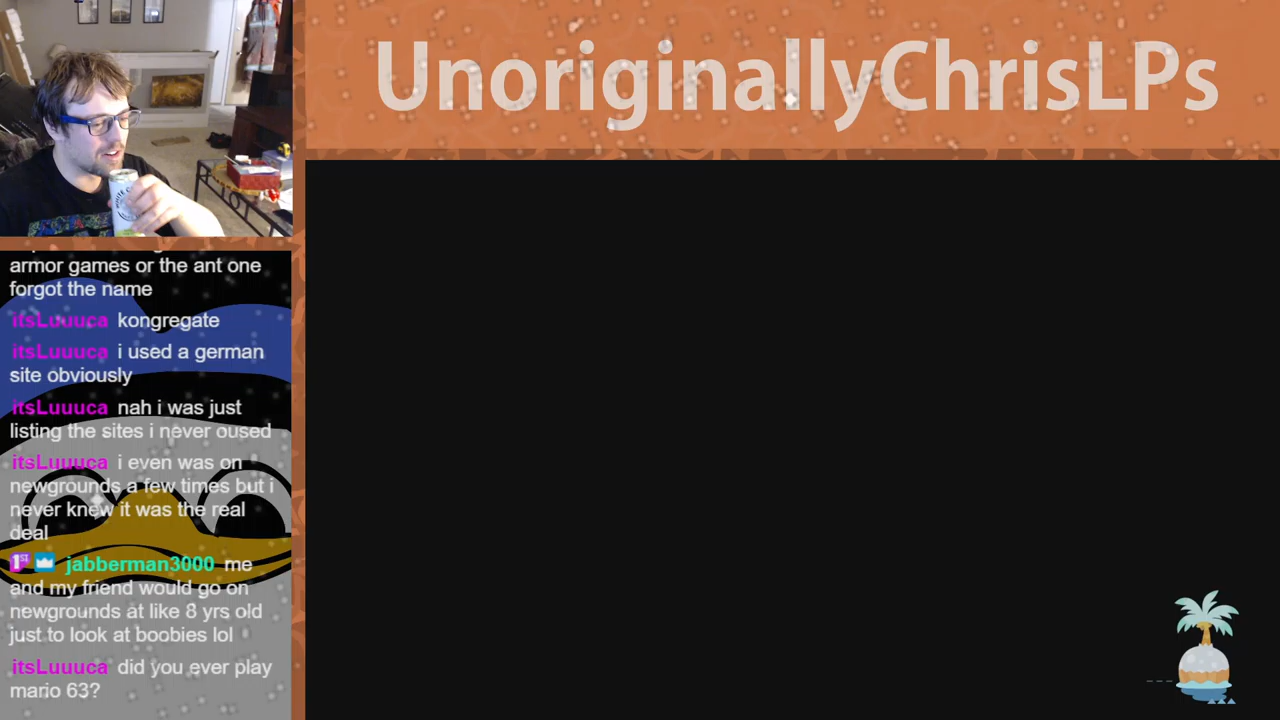 UnoriginallyChrisLPs
WHITE C
armor games or the ant one
forgot the name
itsLuuuca kongregate
itsLuuuca i used a german
site obviously
itsLuuuca nah i was just
listing the sites i never oused
itsLuuuca i even was on
newgrounds a few times but i
never knew it was the real
deal
1ST jabberman3000 me
and my friend would go on
newgrounds at like 8 yrs old
just to look at boobies lol
itsLuuuca did you ever play
mario 63?